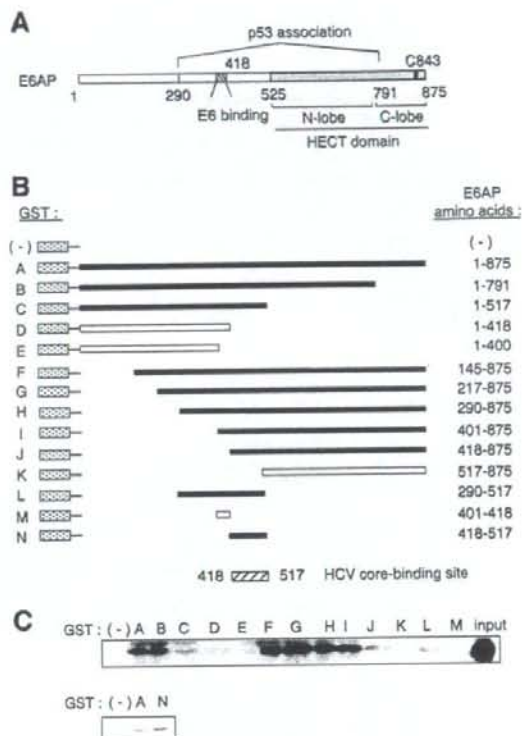 A
p53 association
418
C843
E6AP
1
290
525
791
875
E6 binding
N-lobe
C-lobe
HECT domain
B
GST :
E6AP
amino acids :
(-)
(-)
A
1-875
B
1-791
C
1-517
D
1-418
E
1-400
F
145-875
G
217-875
H
290-875
I
401-875
J
418-875
K
517-875
L
290-517
M
401-418
N
418-517
418
517
HCV core-binding site
C
GST : (-) A B C D E F G H I J K L M input
GST : (-) A N